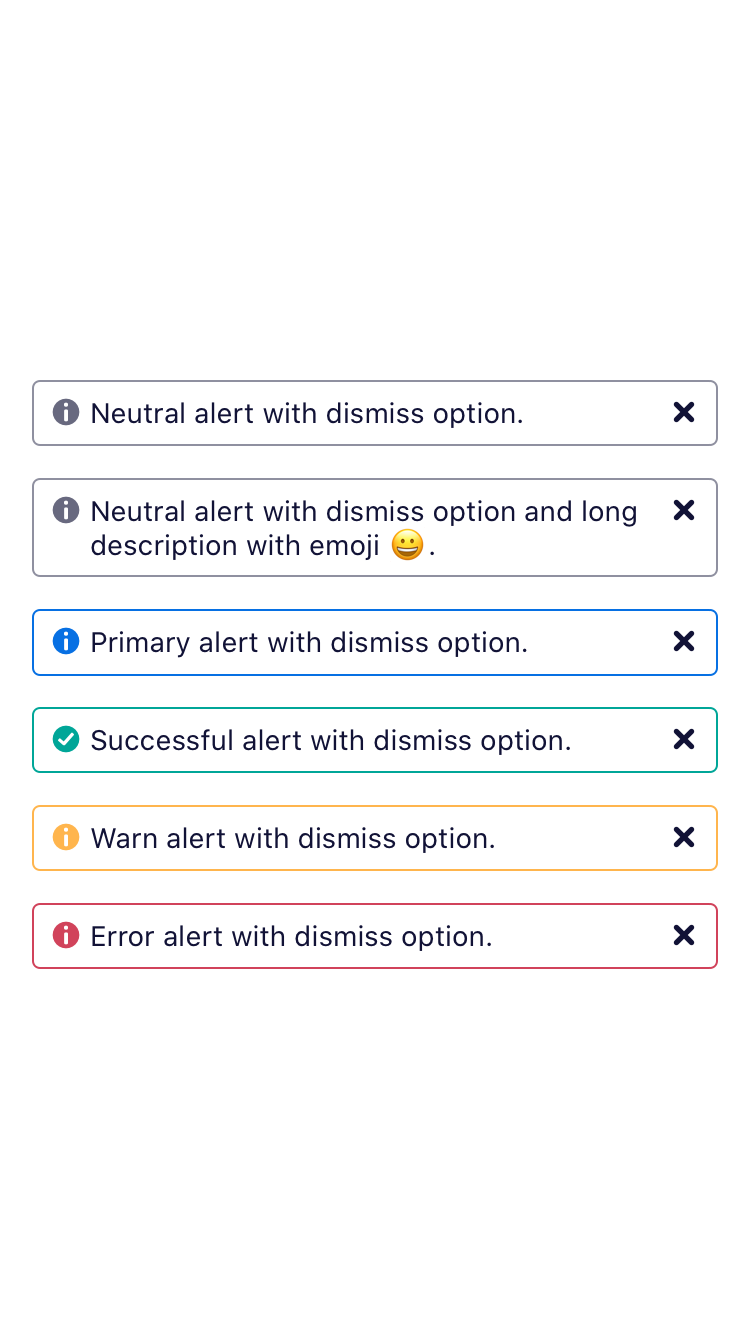 Neutral alert with dismiss option.
Neutral alert with dismiss option and long
description with emoji 😀.
Primary alert with dismiss option.
Successful alert with dismiss option.
Warn alert with dismiss option.
Error alert with dismiss option.